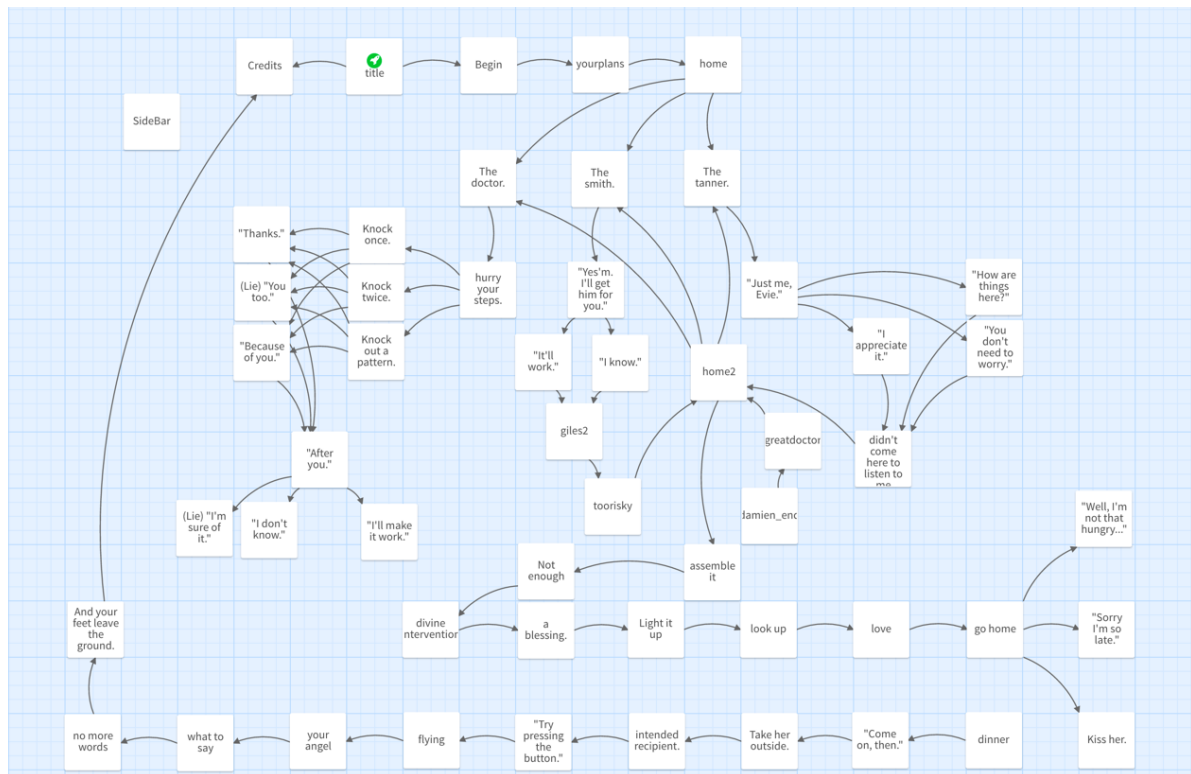 Credits
title
Begin
yourplans
home
SideBar
The
doctor.
The
smith.
The
tanner.
"Thanks."
Knock
once.
(Lie) "You
too."
Knock
twice.
hurry
your
steps.
"Yes'm.
I'll get
him for
you."
"Just me,
Evie."
"How are
things
here?"
"Because
of you."
Knock
out a
pattern.
"It'll
work."
"I know."
home2
"I
appreciate
it."
"You
don't
need to
worry."
giles2
greatdoctor
didn't
come
here to
listen to
me
"After
you."
toorisky
damien_end
(Lie) "I'm
sure of
it."
"I don't
know."
"I'll make
it work."
"Well, I'm
not that
hungry..."
Not
enough
assemble
it
And your
feet leave
the
ground.
divine
ntervention
a
blessing.
Light it
up
look up
love
go home
"Sorry
I'm so
late."
no more
words
what to
say
your
angel
flying
"Try
pressing
the
button."
intended
recipient.
Take her
outside.
"Come
on, then."
dinner
Kiss her.